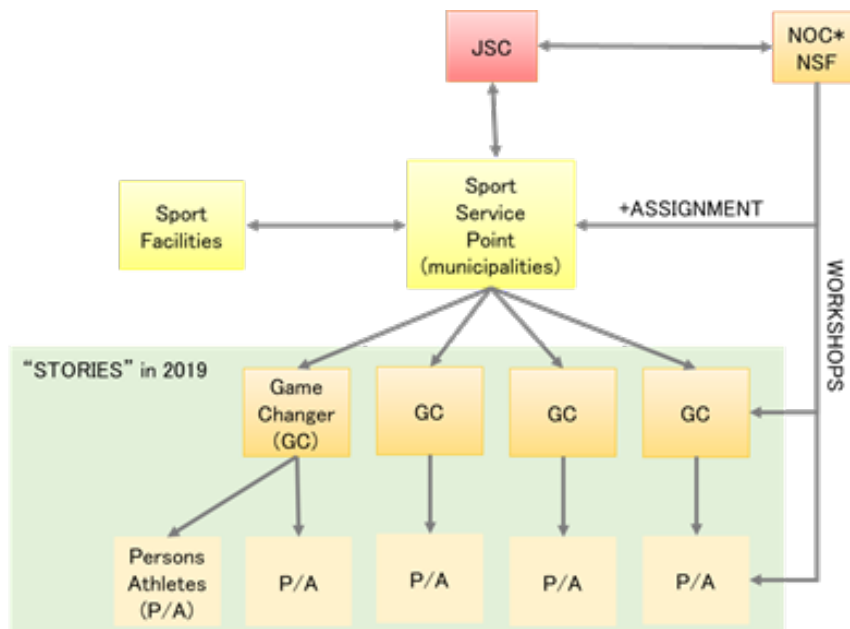 JSC
NOC*
NSF
Sport
Facilities
Sport
Service
Point
(municipalities)
+ASSIGNMENT
WORKSHOPS
“STORIES” in 2019
Game
Changer
(GC)
GC
GC
GC
Persons
Athletes
(P/A)
P/A
P/A
P/A
P/A